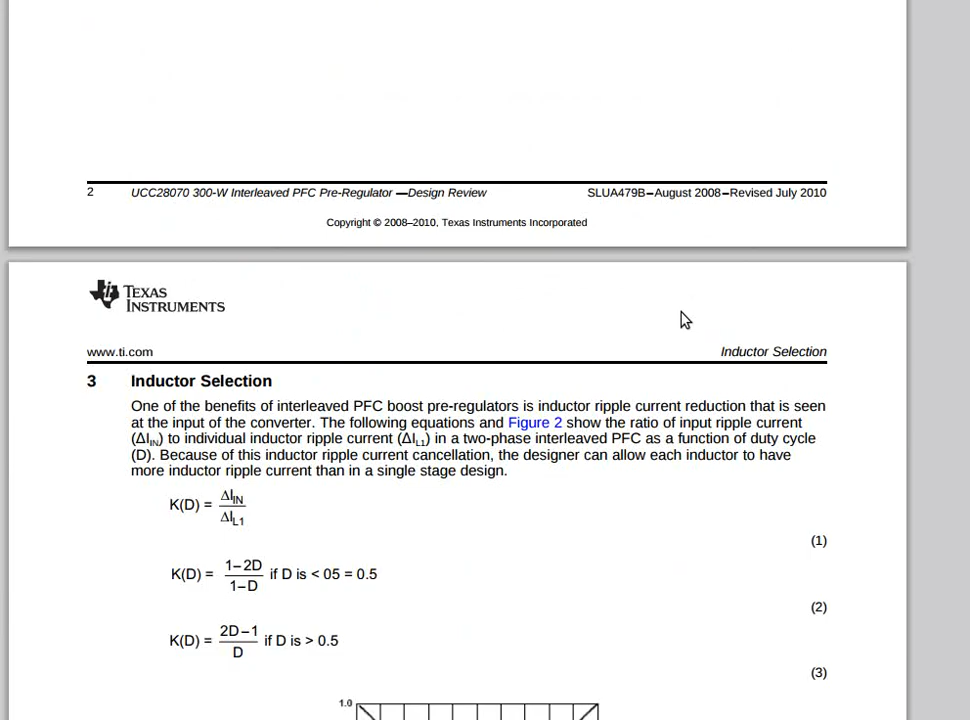 2 UCC28070 300-W Interleaved PFC Pre-Regulator —Design Review SLUA479B–August 2008–Revised July 2010
Copyright © 2008–2010, Texas Instruments Incorporated
TEXAS
INSTRUMENTS
www.ti.com Inductor Selection
3 Inductor Selection
One of the benefits of interleaved PFC boost pre-regulators is inductor ripple current reduction that is seen
at the input of the converter. The following equations and Figure 2 show the ratio of input ripple current
(ΔI_IN) to individual inductor ripple current (ΔI_L1) in a two-phase interleaved PFC as a function of duty cycle
(D). Because of this inductor ripple current cancellation, the designer can allow each inductor to have
more inductor ripple current than in a single stage design.
K(D) = ΔI_IN / ΔI_L1
(1)
K(D) = 1–2D / 1–D if D is < 05 = 0.5
(2)
K(D) = 2D–1 / D if D is > 0.5
(3)
1.0